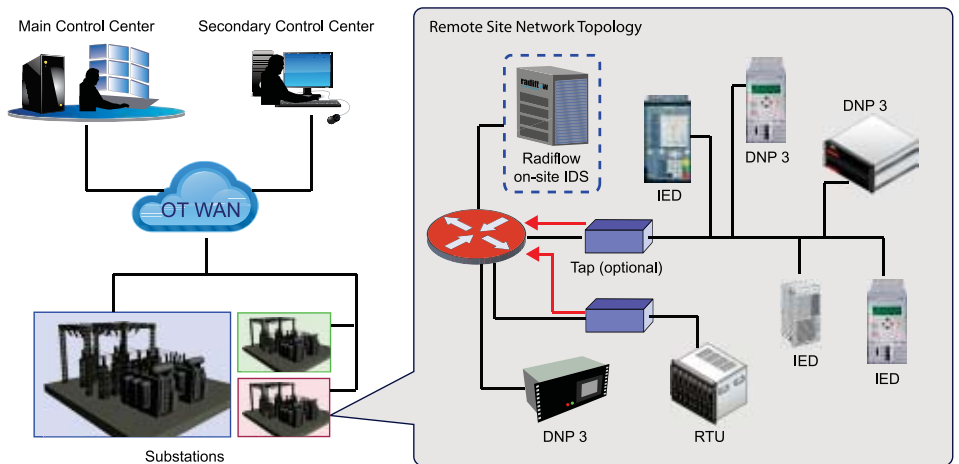 Main Control Center
Secondary Control Center
OT WAN
Substations
Remote Site Network Topology
radiflow
Radiflow
on-site IDS
IED
DNP 3
DNP 3
Tap (optional)
IED
IED
DNP 3
RTU